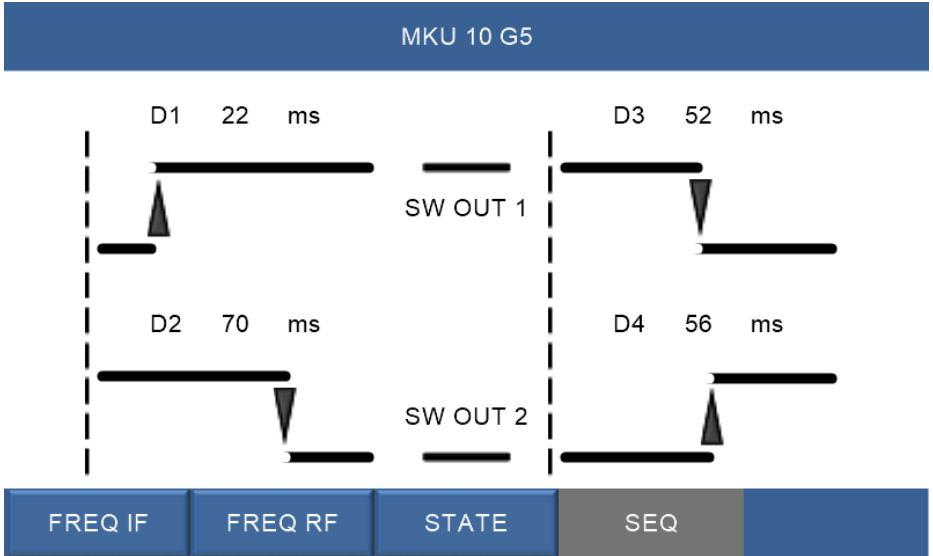 MKU 10 G5
D1 22 ms D3 52 ms
SW OUT 1
D2 70 ms D4 56 ms
SW OUT 2
FREQ IF FREQ RF STATE SEQ